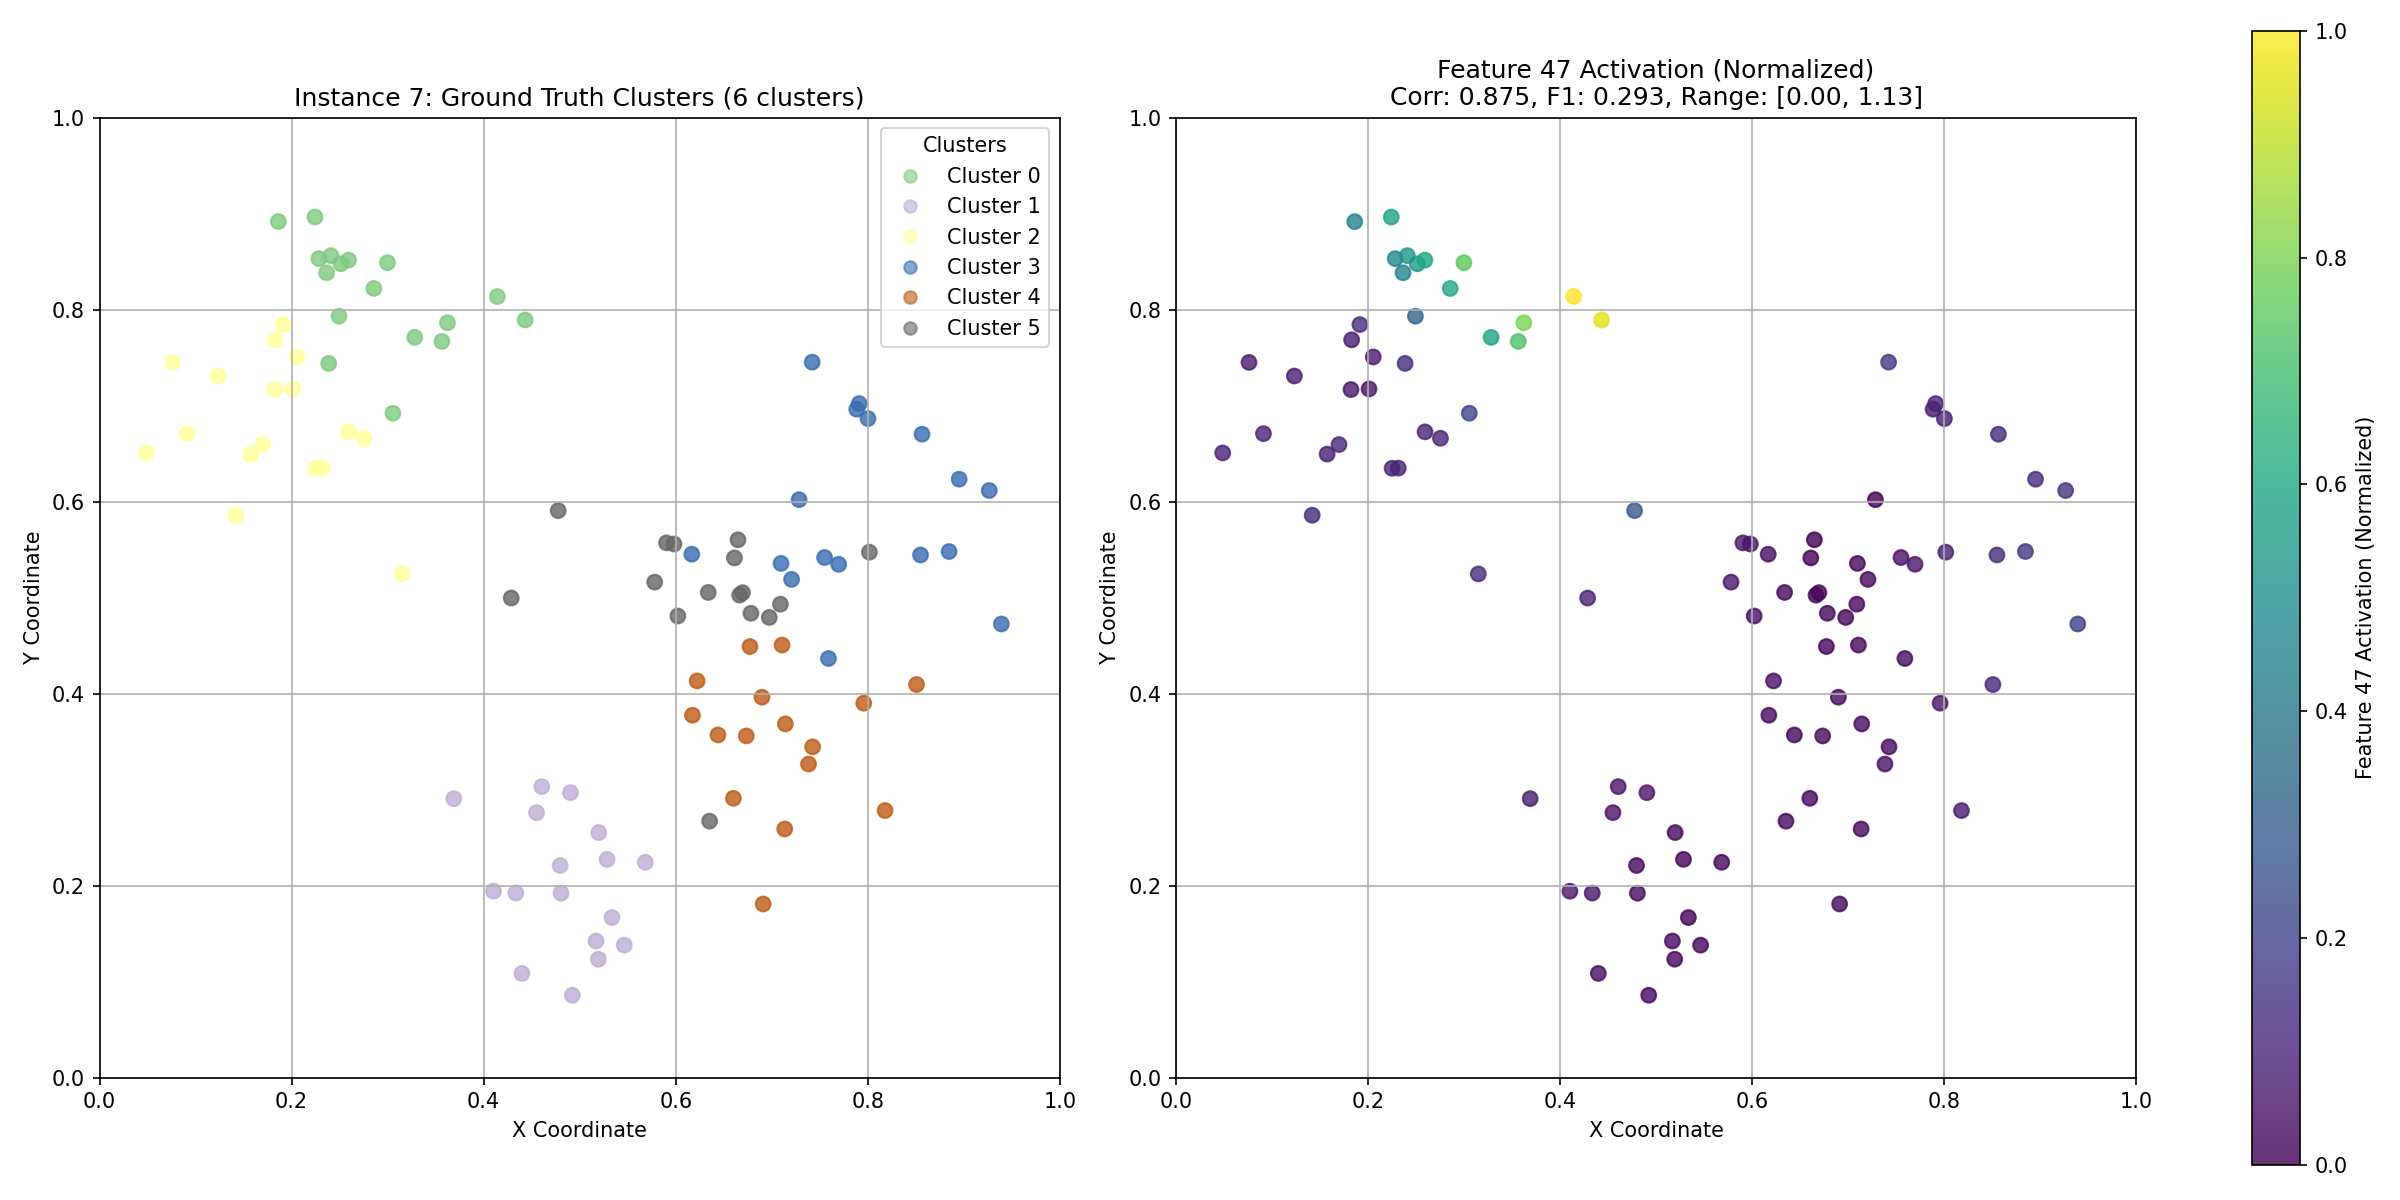 Instance 7: Ground Truth Clusters (6 clusters)
Clusters
Cluster 0
Cluster 1
Cluster 2
Cluster 3
Cluster 4
Cluster 5
1.0
0.8
0.6
0.4
0.2
0.0
Y Coordinate
0.0 0.2 0.4 0.6 0.8 1.0
X Coordinate
Feature 47 Activation (Normalized)
Corr: 0.875, F1: 0.293, Range: [0.00, 1.13]
1.0
0.8
0.6
0.4
0.2
0.0
Y Coordinate
0.0 0.2 0.4 0.6 0.8 1.0
X Coordinate
1.0
0.8
0.6
0.4
0.2
0.0
Feature 47 Activation (Normalized)